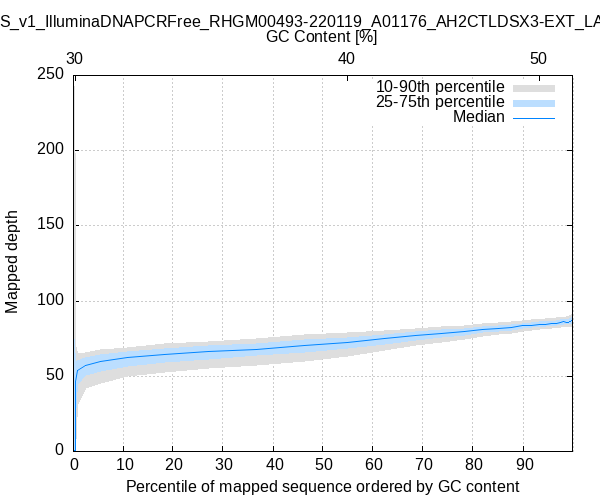 S_v1_IlluminaDNAPCRFree_RHGM00493-220119_A01176_AH2CTLDSX3-EXT_LA
GC Content [%]
30 40 50
250
10-90th percentile
25-75th percentile
Median
200
150
Mapped depth
100
50
0
0 10 20 30 40 50 60 70 80 90
Percentile of mapped sequence ordered by GC content